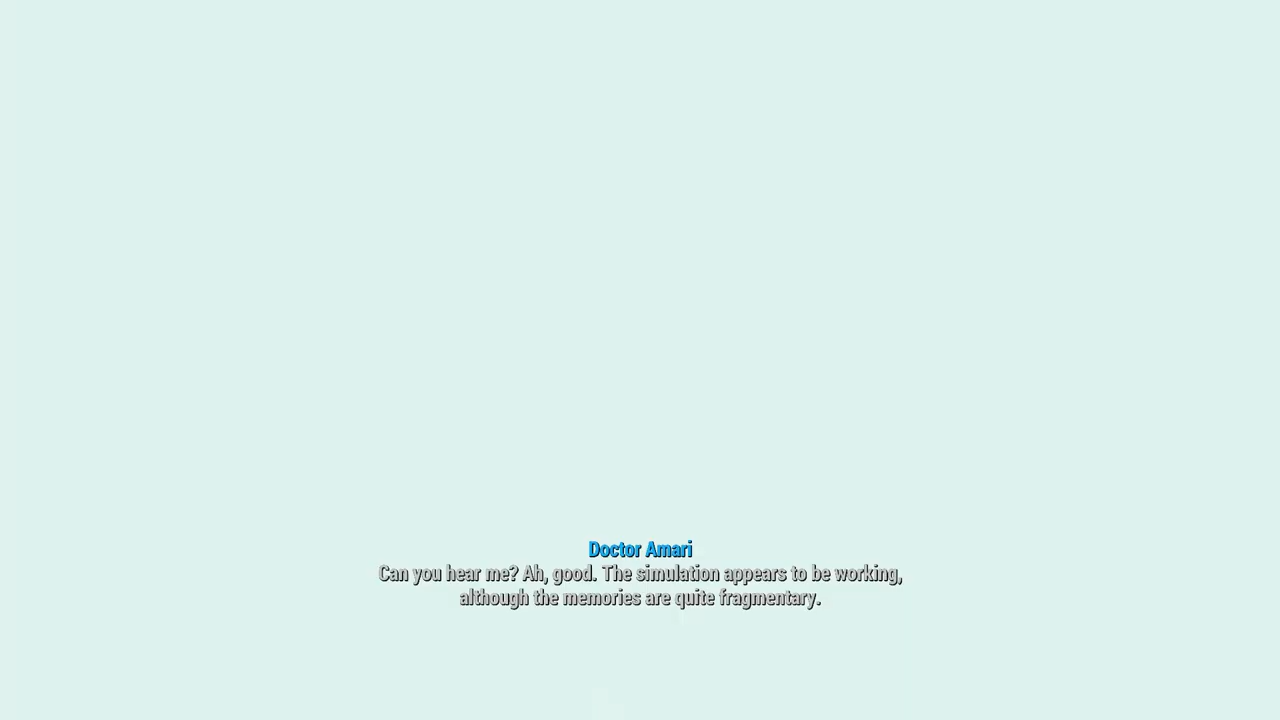 Doctor Amari
Can you hear me? Ah, good. The simulation appears to be working,
although the memories are quite fragmentary.